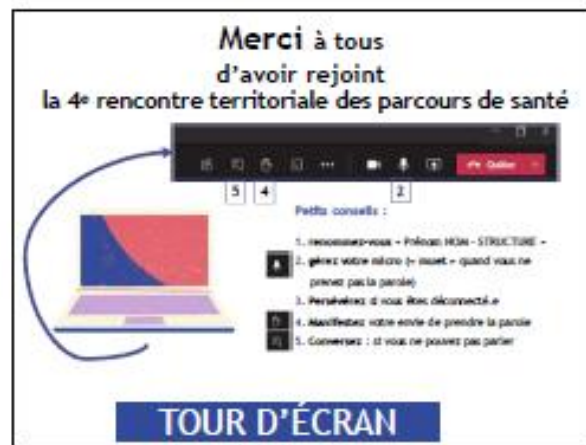 Merci à tous
d'avoir rejoint
la 4e rencontre territoriale des parcours de santé
Quitter
5 4 2
Petits conseils :
1. renommez-vous « Prénom NOM - STRUCTURE »
2. gérez votre micro (« muet » quand vous ne
prenez pas la parole)
3. Persévérez si vous êtes déconnecté.e
4. Manifestez votre envie de prendre la parole
5. Conversez : si vous ne pouvez pas parler
TOUR D'ÉCRAN